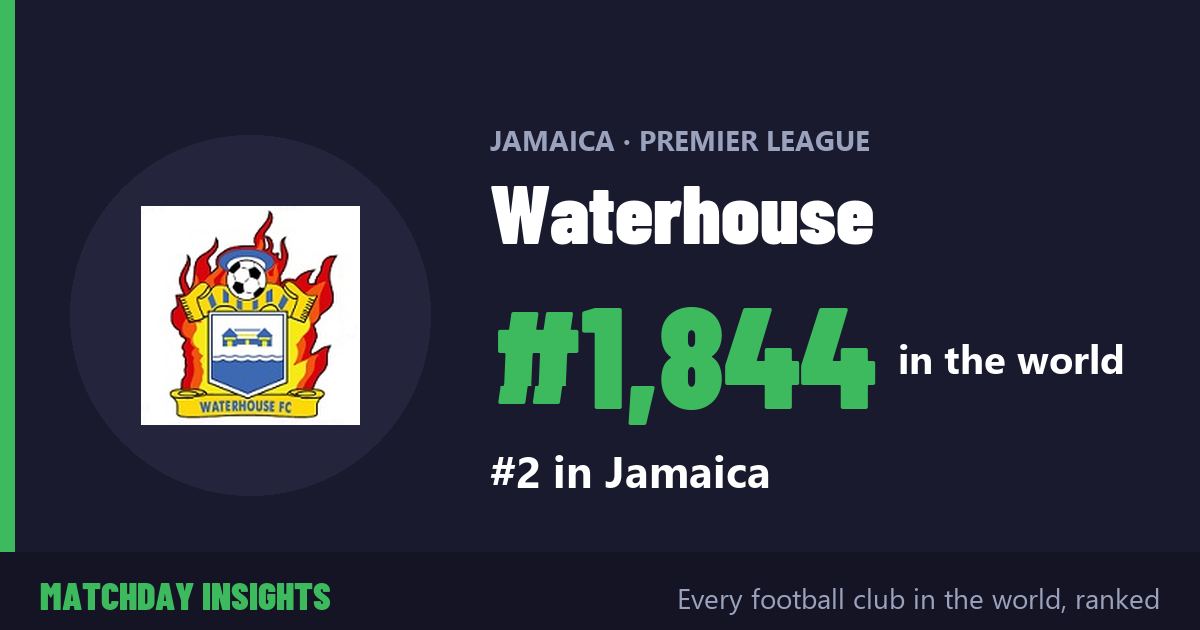 JAMAICA · PREMIER LEAGUE
Waterhouse
#1,844 in the world
#2 in Jamaica
WATERHOUSE FC
MATCHDAY INSIGHTS
Every football club in the world, ranked